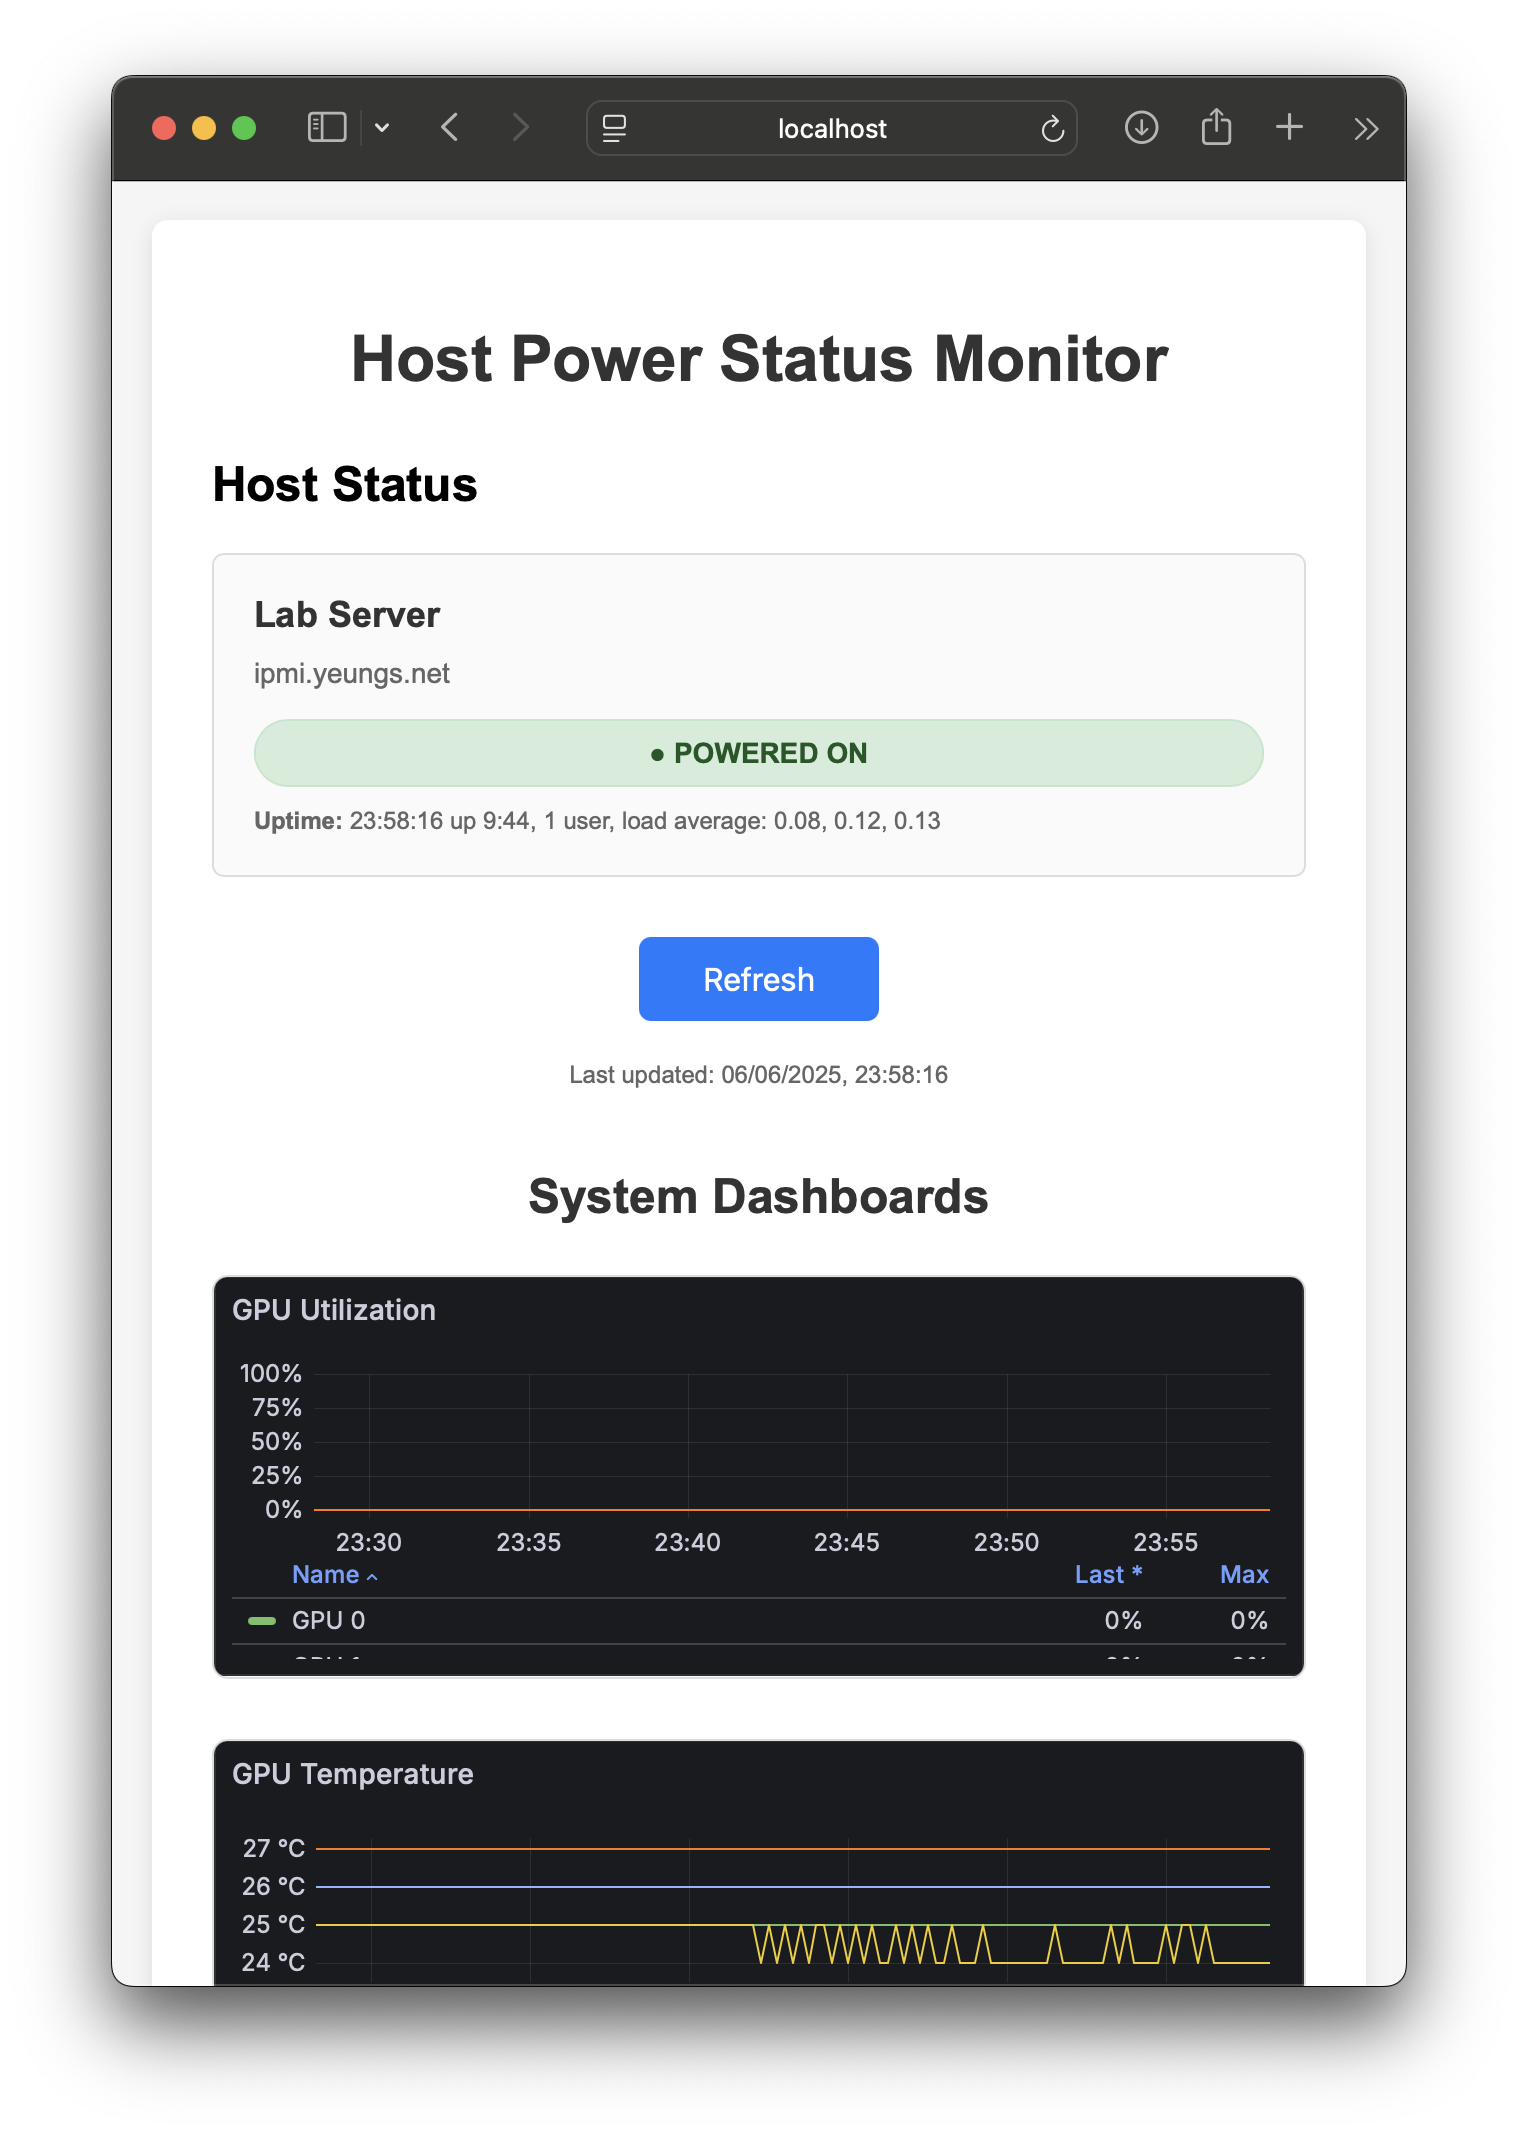 localhost
Host Power Status Monitor
Host Status
Lab Server
ipmi.yeungs.net
● POWERED ON
Uptime: 23:58:16 up 9:44, 1 user, load average: 0.08, 0.12, 0.13
Refresh
Last updated: 06/06/2025, 23:58:16
System Dashboards
GPU Utilization
100%
75%
50%
25%
0%
23:30 23:35 23:40 23:45 23:50 23:55
Name Last * Max
GPU 0 0% 0%
GPU Temperature
27 °C
26 °C
25 °C
24 °C